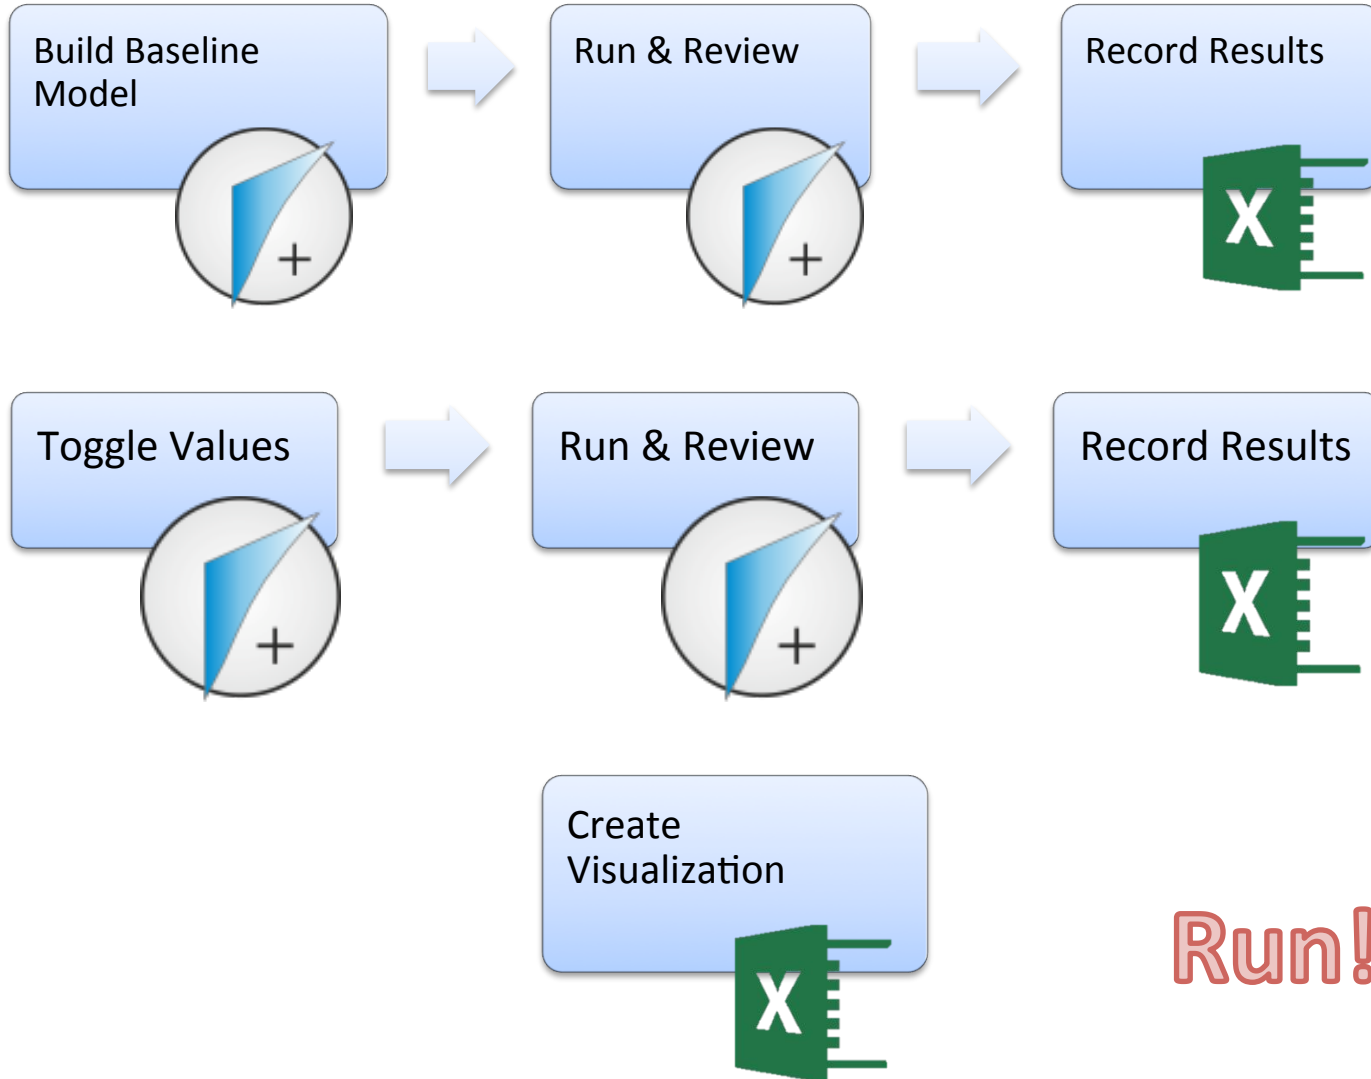 Build Baseline
Model
Run & Review
Record Results
X
Toggle Values
Run & Review
Record Results
X
Create
Visualization
X
Run!